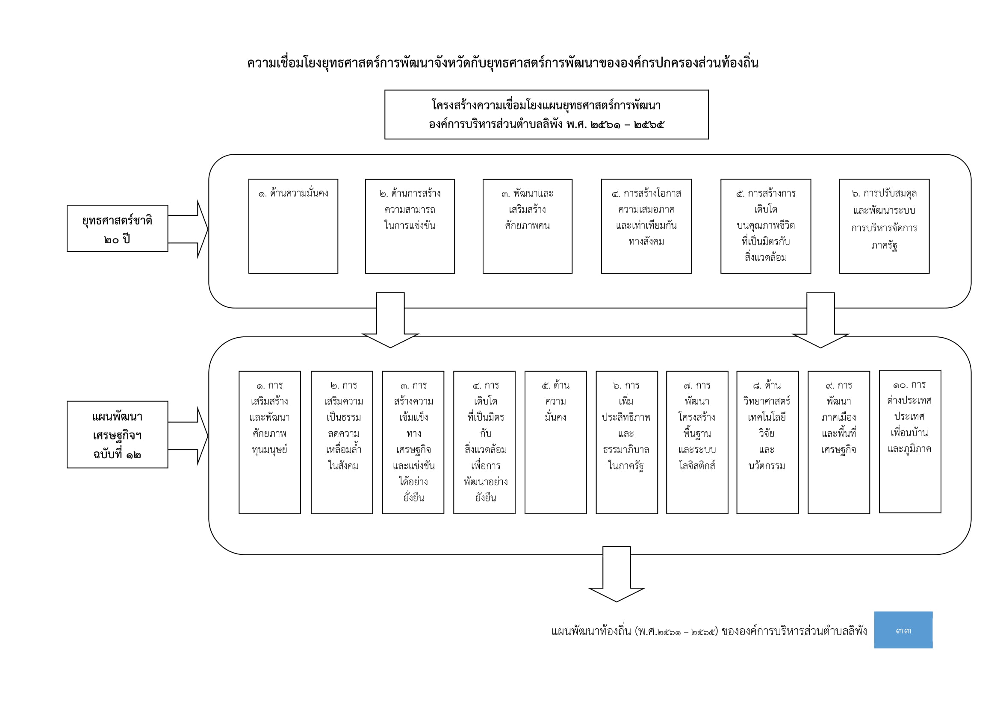 ความเชื่อมโยงยุทธศาสตร์การพัฒนาจังหวัดกับยุทธศาสตร์การพัฒนาขององค์กรปกครองส่วนท้องถิ่น
โครงสร้างความเขื่อมโยงแผนยุทธศาสตร์การพัฒนา
องค์การบริหารส่วนตำบลลิพัง พ.ศ. ๒๕๖๑ – ๒๕๖๕
ยุทธศาสตร์ชาติ
๒๐ ปี
๑. ด้านความมั่นคง
๒. ด้านการสร้าง
ความสามารถ
ในการแข่งขัน
๓. พัฒนาและ
เสริมสร้าง
ศักยภาพคน
๔. การสร้างโอกาส
ความเสมอภาค
และเท่าเทียมกัน
ทางสังคม
๕. การสร้างการ
เติบโต
บนคุณภาพชีวิต
ที่เป็นมิตรกับ
สิ่งแวดล้อม
๖. การปรับสมดุล
และพัฒนาระบบ
การบริหารจัดการ
ภาครัฐ
แผนพัฒนา
เศรษฐกิจฯ
ฉบับที่ ๑๒
๑. การ
เสริมสร้าง
และพัฒนา
ศักยภาพ
ทุนมนุษย์
๒. การ
เสริมความ
เป็นธรรม
ลดความ
เหลื่อมล้ำ
ในสังคม
๓. การ
สร้างความ
เข้มแข็ง
ทาง
เศรษฐกิจ
และแข่งขัน
ได้อย่าง
ยั่งยืน
๔. การ
เติบโต
ที่เป็นมิตร
กับ
สิ่งแวดล้อม
เพื่อการ
พัฒนาอย่าง
ยั่งยืน
๕. ด้าน
ความ
มั่นคง
๖. การ
เพิ่ม
ประสิทธิภาพ
และ
ธรรมาภิบาล
ในภาครัฐ
๗. การ
พัฒนา
โครงสร้าง
พื้นฐาน
และระบบ
โลจิสติกส์
๘. ด้าน
วิทยาศาสตร์
เทคโนโลยี
วิจัย
และ
นวัตกรรม
๙. การ
พัฒนา
ภาคเมือง
และพื้นที่
เศรษฐกิจ
๑๐. การ
ต่างประเทศ
ประเทศ
เพื่อนบ้าน
และภูมิภาค
แผนพัฒนาท้องถิ่น (พ.ศ.๒๕๖๑ – ๒๕๖๕) ขององค์การบริหารส่วนตำบลลิพัง
๓๓